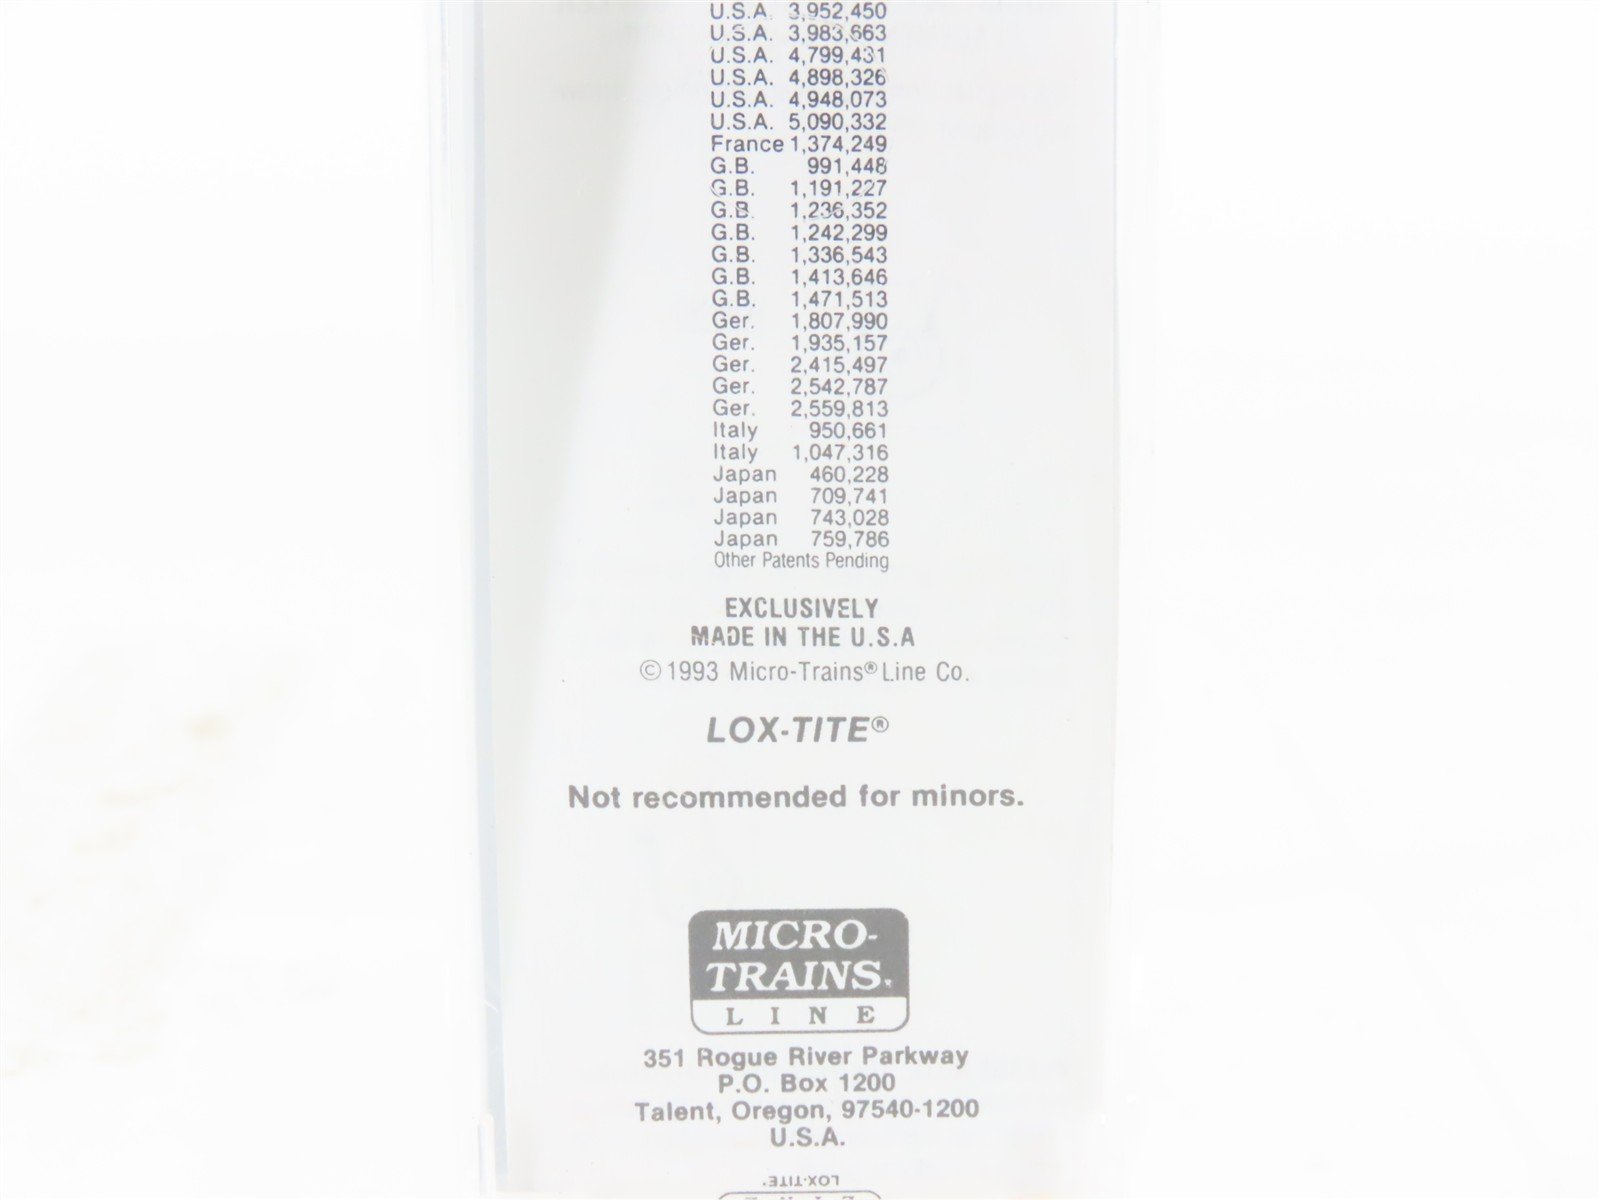 U.S.A. 3,952,450
U.S.A. 3,983,663
U.S.A. 4,799,431
U.S.A. 4,898,326
U.S.A. 4,948,073
U.S.A. 5,090,332
France 1,374,249
G.B. 991,448
G.B. 1,191,227
G.B. 1,236,352
G.B. 1,242,299
G.B. 1,336,543
G.B. 1,413,646
G.B. 1,471,513
Ger. 1,807,990
Ger. 1,935,157
Ger. 2,415,497
Ger. 2,542,787
Ger. 2,559,813
Italy 950,661
Italy 1,047,316
Japan 460,228
Japan 709,741
Japan 743,028
Japan 759,786
Other Patents Pending
EXCLUSIVELY
MADE IN THE U.S.A
©1993 Micro-Trains® Line Co.
LOX-TITE®
Not recommended for minors.
MICRO-
TRAINS®
LINE
351 Rogue River Parkway
P.O. Box 1200
Talent, Oregon, 97540-1200
U.S.A.
LOX-TITE®